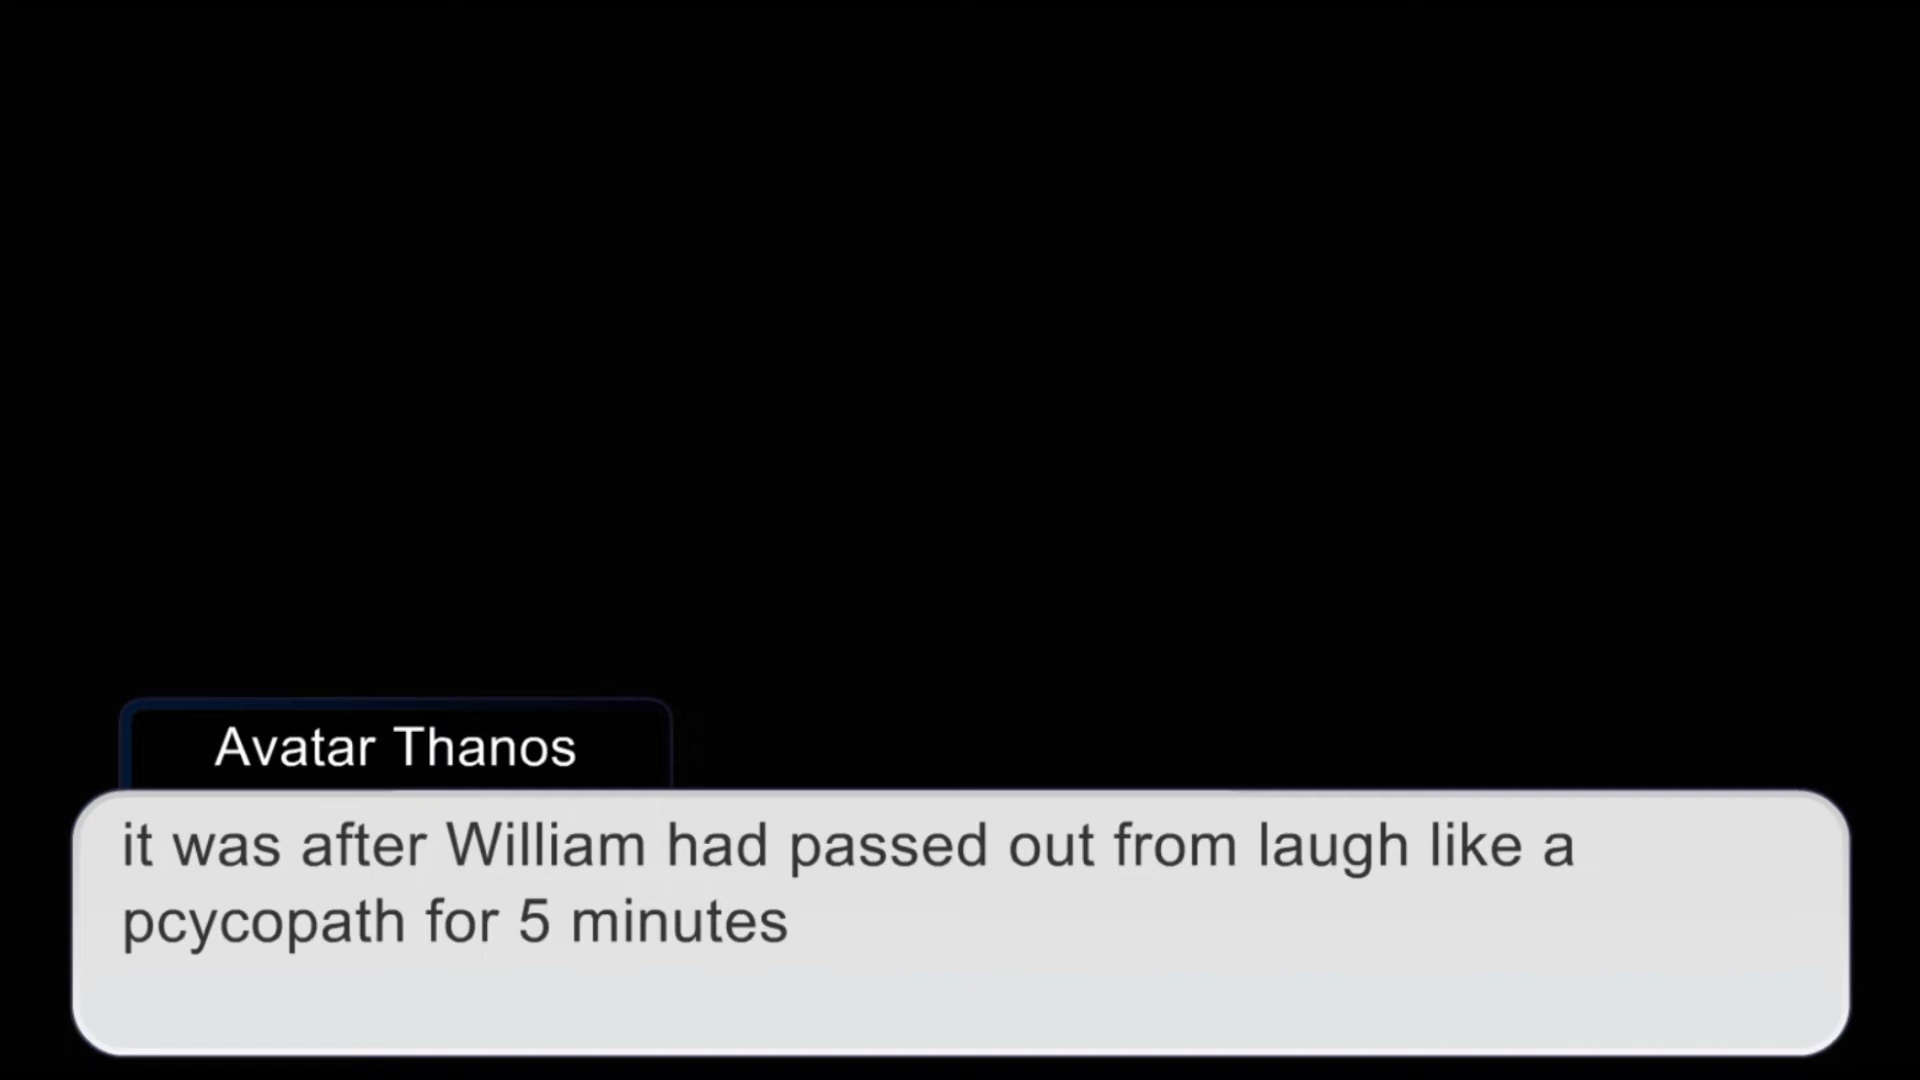 Avatar Thanos
it was after William had passed out from laugh like a
pcycopath for 5 minutes